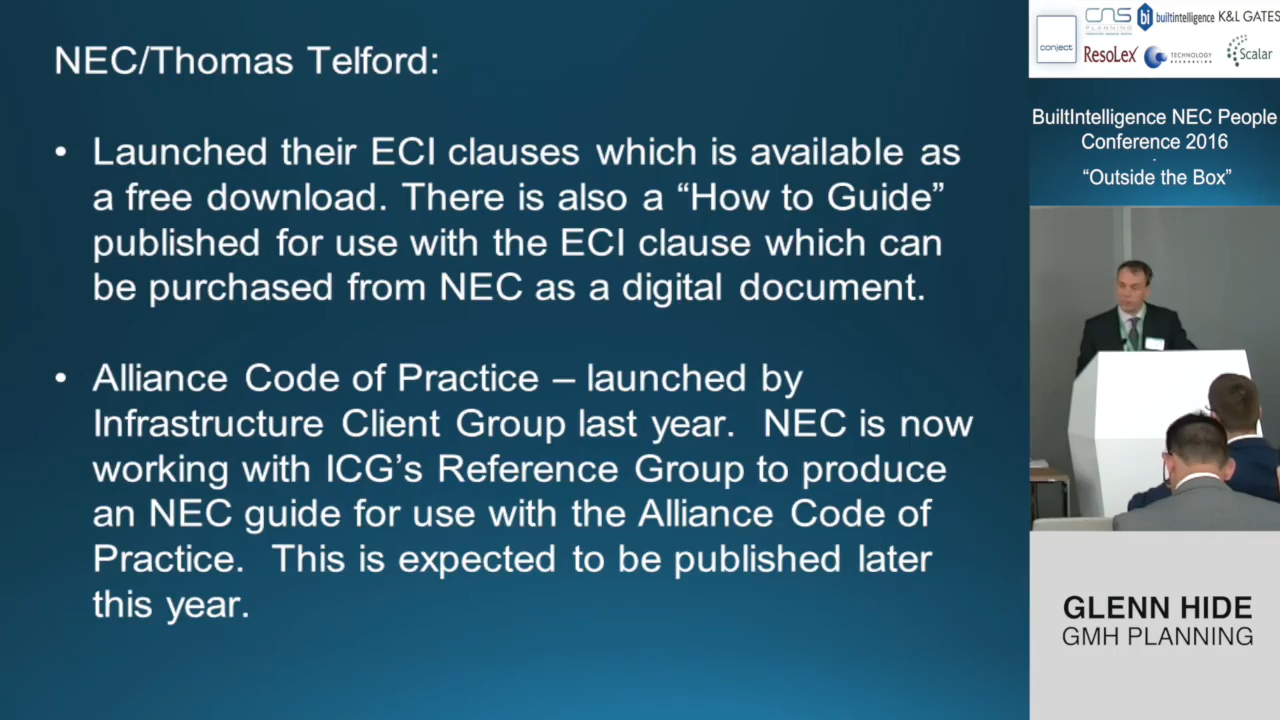 NEC/Thomas Telford:
• Launched their ECI clauses which is available as
a free download. There is also a “How to Guide”
published for use with the ECI clause which can
be purchased from NEC as a digital document.
• Alliance Code of Practice – launched by
Infrastructure Client Group last year.  NEC is now
working with ICG’s Reference Group to produce
an NEC guide for use with the Alliance Code of
Practice.  This is expected to be published later
this year.
conject
CNS
PLANNING
bi builtintelligence
K&L GATES
ResoLex
TECHNOLOGY
Scalar
BuiltIntelligence NEC People
Conference 2016
-
“Outside the Box”
GLENN HIDE
GMH PLANNING